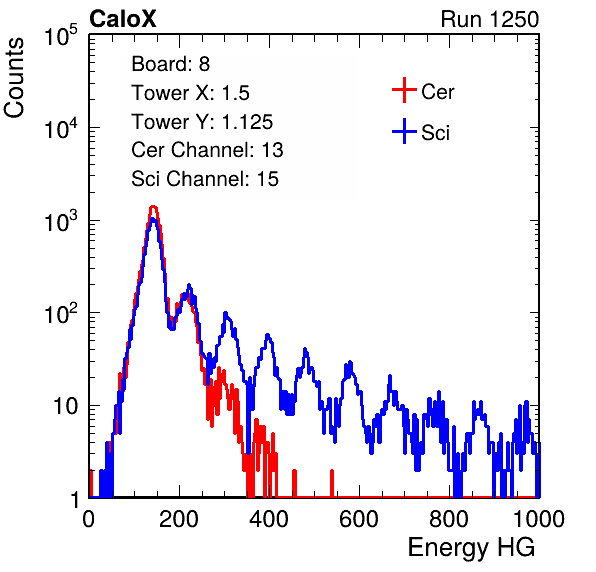 CaloX Run 1250
Counts
10^5
10^4
10^3
10^2
10
1
Board: 8
Tower X: 1.5
Tower Y: 1.125
Cer Channel: 13
Sci Channel: 15
Cer
Sci
0 200 400 600 800 1000
Energy HG